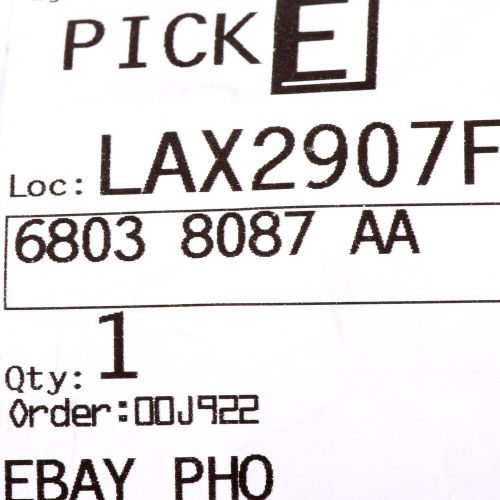 PICK E
Loc: LAX2907F
6803 8087 AA
Qty: 1
Order:00J922
EBAY PHO